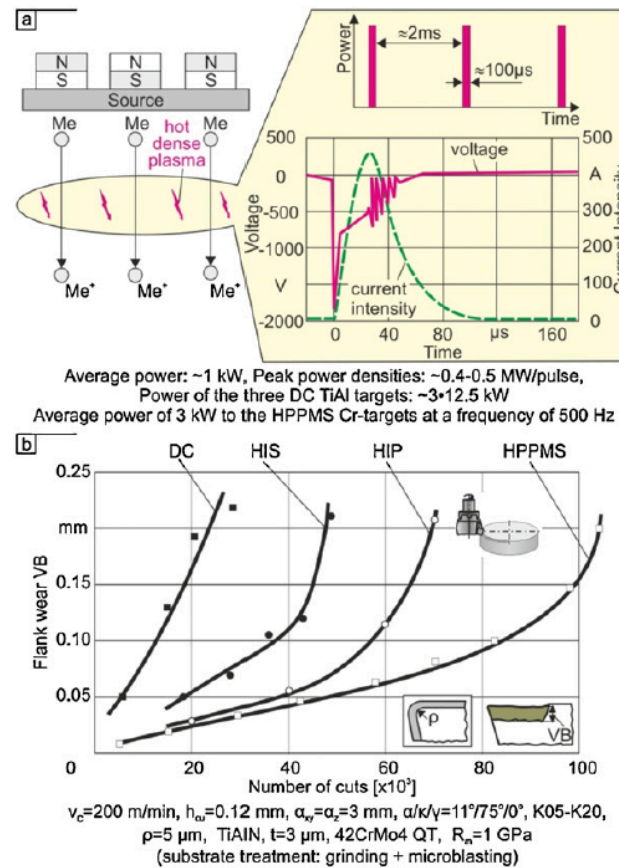 a
N N N
S S S
Source
Me Me Me
hot
dense
plasma
Me⁺ Me⁺ Me⁺
Power
≈2ms
≈100µs
Time
500 500
voltage
0 A
-500 300
-1000 200
V 100
-2000 0
Voltage
current
intensity
Current Intensity
0 40 80 µs 160
Time
Average power: ~1 kW, Peak power densities: ~0.4-0.5 MW/pulse,
Power of the three DC TiAl targets: ~3•12.5 kW
Average power of 3 kW to the HPPMS Cr-targets at a frequency of 500 Hz
b
DC HIS HIP HPPMS
0.25
mm
0.15
0.10
0.05
Flank wear VB
ρ
VB
0 20 40 60 80 100
Number of cuts [x10³]
v꜀=200 m/min, h꜀ᵤ=0.12 mm, αₓᵧ=α𝓏=3 mm, α/κ/γ=11°/75°/0°, K05-K20,
ρ=5 µm, TiAlN, t=3 µm, 42CrMo4 QT, Rₘ=1 GPa
(substrate treatment: grinding + microblasting)